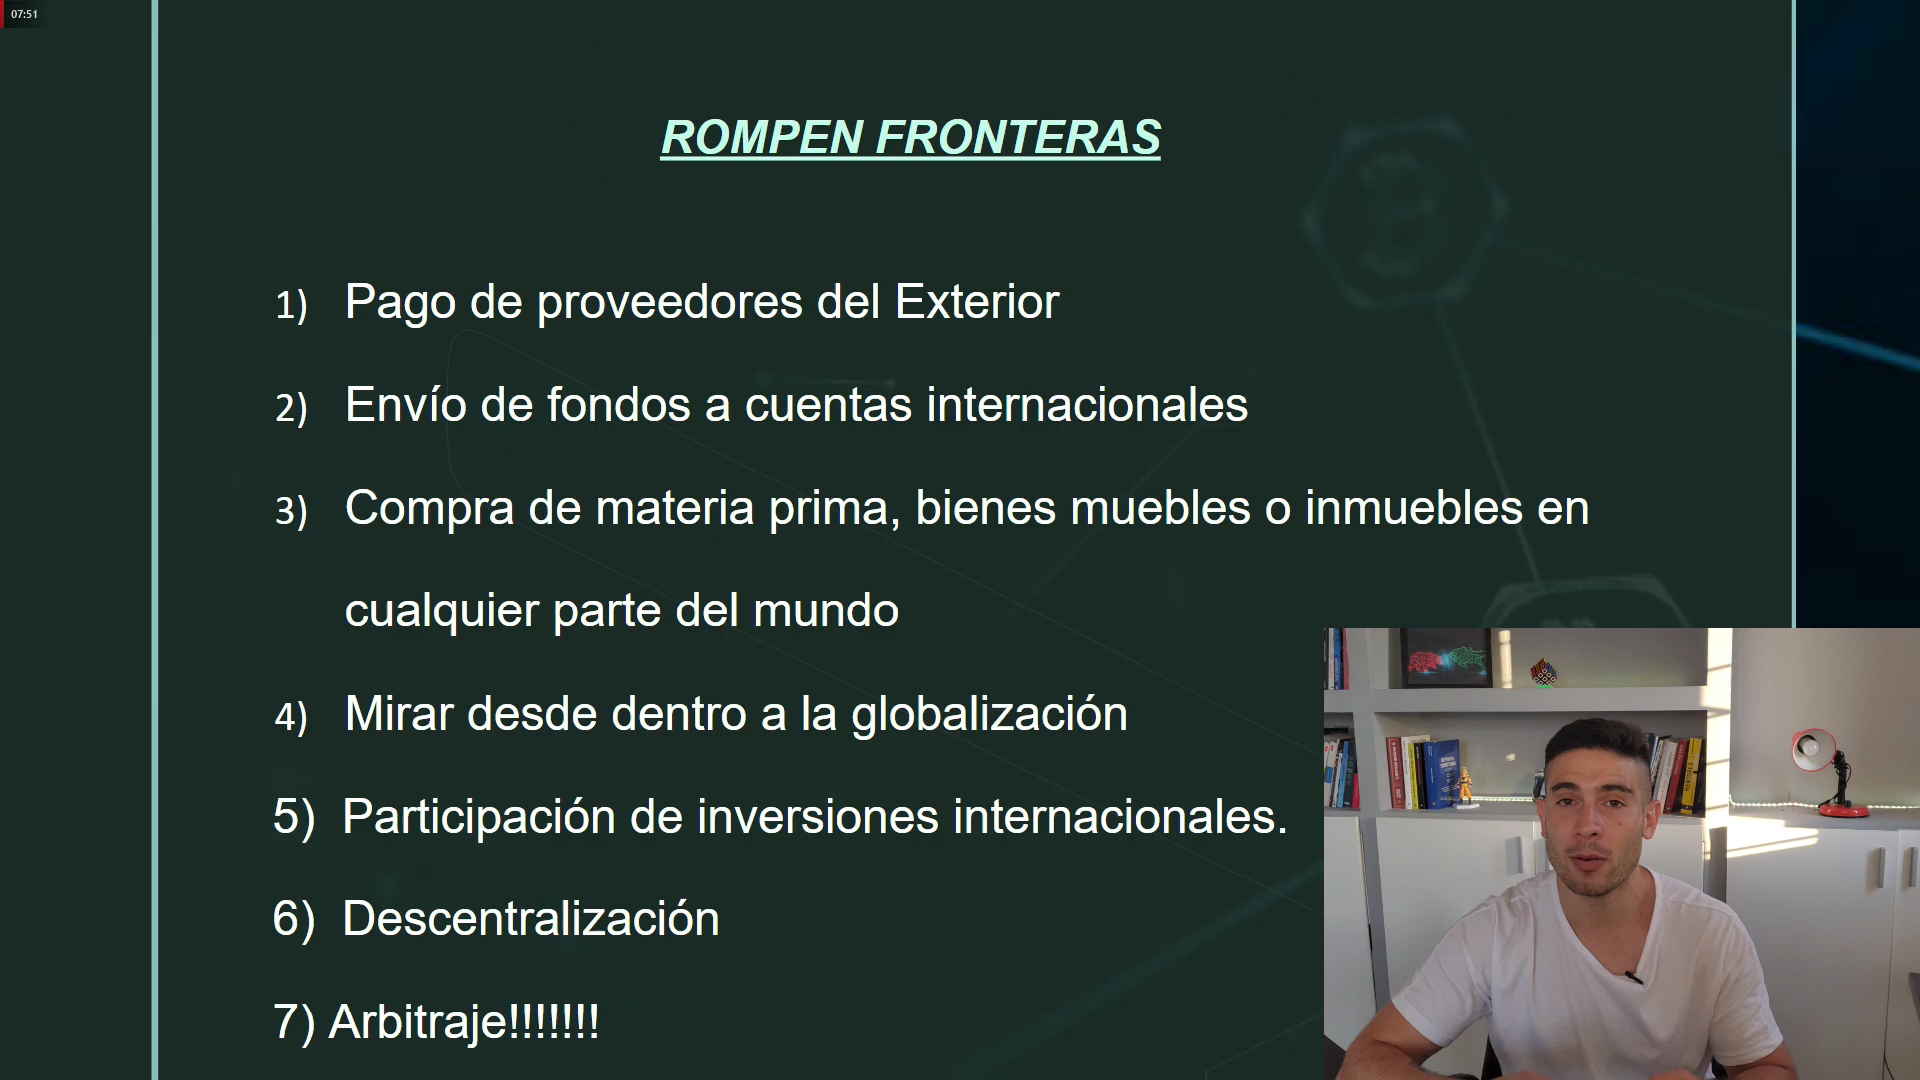 07:51
ROMPEN FRONTERAS
1) Pago de proveedores del Exterior
2) Envío de fondos a cuentas internacionales
3) Compra de materia prima, bienes muebles o inmuebles en
cualquier parte del mundo
4) Mirar desde dentro a la globalización
5) Participación de inversiones internacionales.
6) Descentralización
7) Arbitraje!!!!!!!